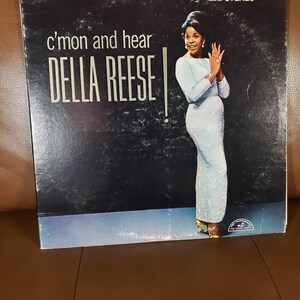 c'mon and hear
DELLA REESE!